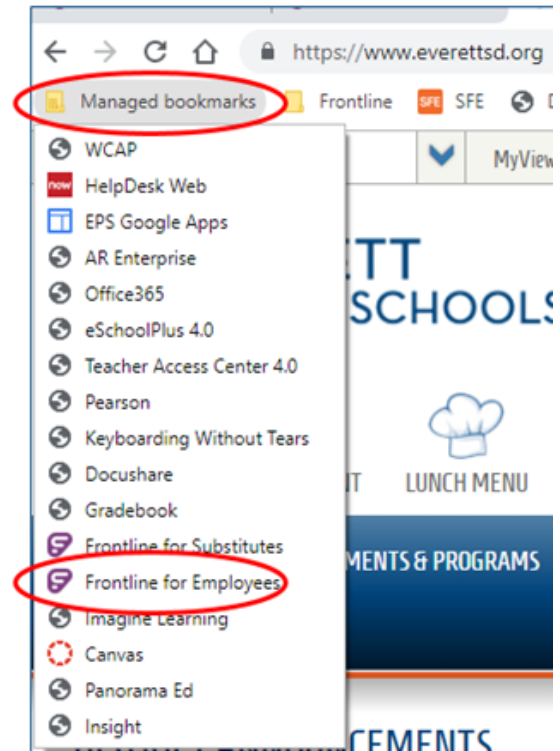 https://www.everettsd.org
Managed bookmarks Frontline SFE SFE
WCAP
MyView
now HelpDesk Web
EPS Google Apps
AR Enterprise
TT
Office365
SCHOOLS
eSchoolPlus 4.0
Teacher Access Center 4.0
Pearson
Keyboarding Without Tears
Docushare
LUNCH MENU
Gradebook
Frontline for Substitutes
MENTS & PROGRAMS
Frontline for Employees
Imagine Learning
Canvas
Panorama Ed
Insight
CEMENTS